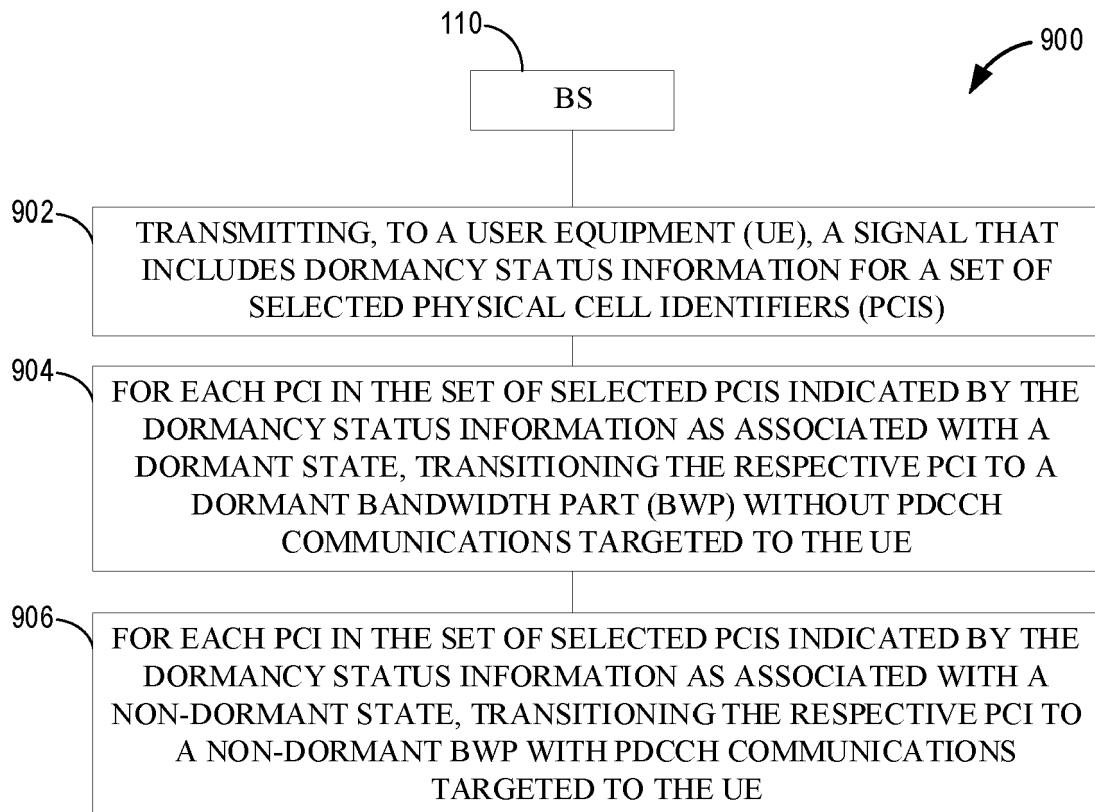 110
900
BS
902
TRANSMITTING, TO A USER EQUIPMENT (UE), A SIGNAL THAT
INCLUDES DORMANCY STATUS INFORMATION FOR A SET OF
SELECTED PHYSICAL CELL IDENTIFIERS (PCIS)
904
FOR EACH PCI IN THE SET OF SELECTED PCIS INDICATED BY THE
DORMANCY STATUS INFORMATION AS ASSOCIATED WITH A
DORMANT STATE, TRANSITIONING THE RESPECTIVE PCI TO A
DORMANT BANDWIDTH PART (BWP) WITHOUT PDCCH
COMMUNICATIONS TARGETED TO THE UE
906
FOR EACH PCI IN THE SET OF SELECTED PCIS INDICATED BY THE
DORMANCY STATUS INFORMATION AS ASSOCIATED WITH A
NON-DORMANT STATE, TRANSITIONING THE RESPECTIVE PCI TO
A NON-DORMANT BWP WITH PDCCH COMMUNICATIONS
TARGETED TO THE UE